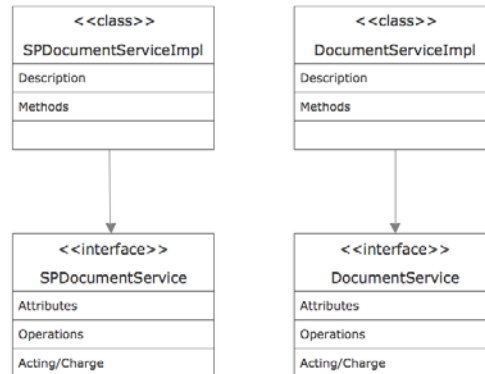 <<class>>
SPDocumentServiceImpl
Description
Methods
<<class>>
DocumentServiceImpl
Description
Methods
<<interface>>
SPDocumentService
Attributes
Operations
Acting/Charge
<<interface>>
DocumentService
Attributes
Operations
Acting/Charge